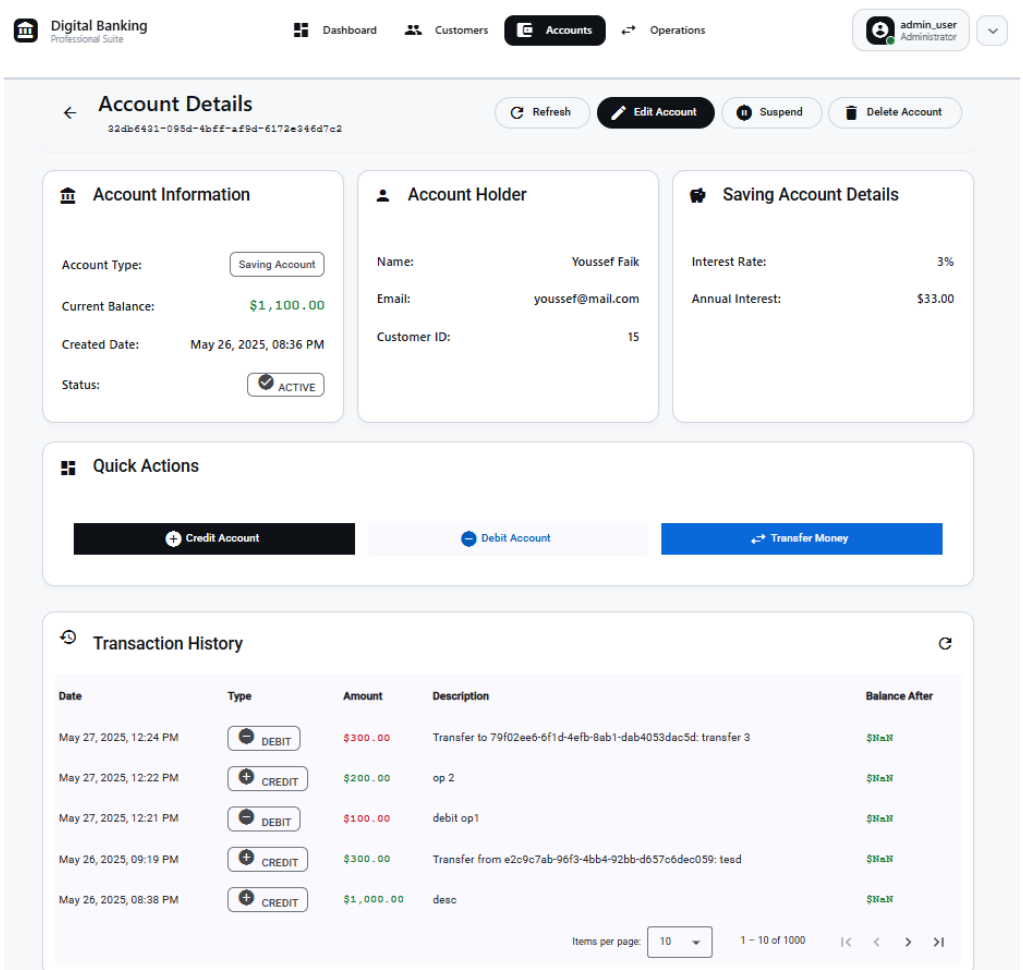 Digital Banking
Professional Suite
Dashboard
Customers
Accounts
Operations
admin_user
Administrator
Account Details
32db6431-095d-4bff-af9d-6172e346d7c2
Refresh
Edit Account
Suspend
Delete Account
Account Information
Account Type: Saving Account
Current Balance: $1,100.00
Created Date: May 26, 2025, 08:36 PM
Status: ACTIVE
Account Holder
Name: Youssef Faik
Email: youssef@mail.com
Customer ID: 15
Saving Account Details
Interest Rate: 3%
Annual Interest: $33.00
Quick Actions
Credit Account
Debit Account
Transfer Money
Transaction History
Date Type Amount Description Balance After
May 27, 2025, 12:24 PM DEBIT $300.00 Transfer to 79f02ee6-6f1d-4efb-8ab1-dab4053dac5d: transfer 3 $NaN
May 27, 2025, 12:22 PM CREDIT $200.00 op 2 $NaN
May 27, 2025, 12:21 PM DEBIT $100.00 debit op1 $NaN
May 26, 2025, 09:19 PM CREDIT $300.00 Transfer from e2c9c7ab-96f3-4bb4-92bb-d657c6dec059: tesd $NaN
May 26, 2025, 08:38 PM CREDIT $1,000.00 desc $NaN
Items per page: 10 1 – 10 of 1000